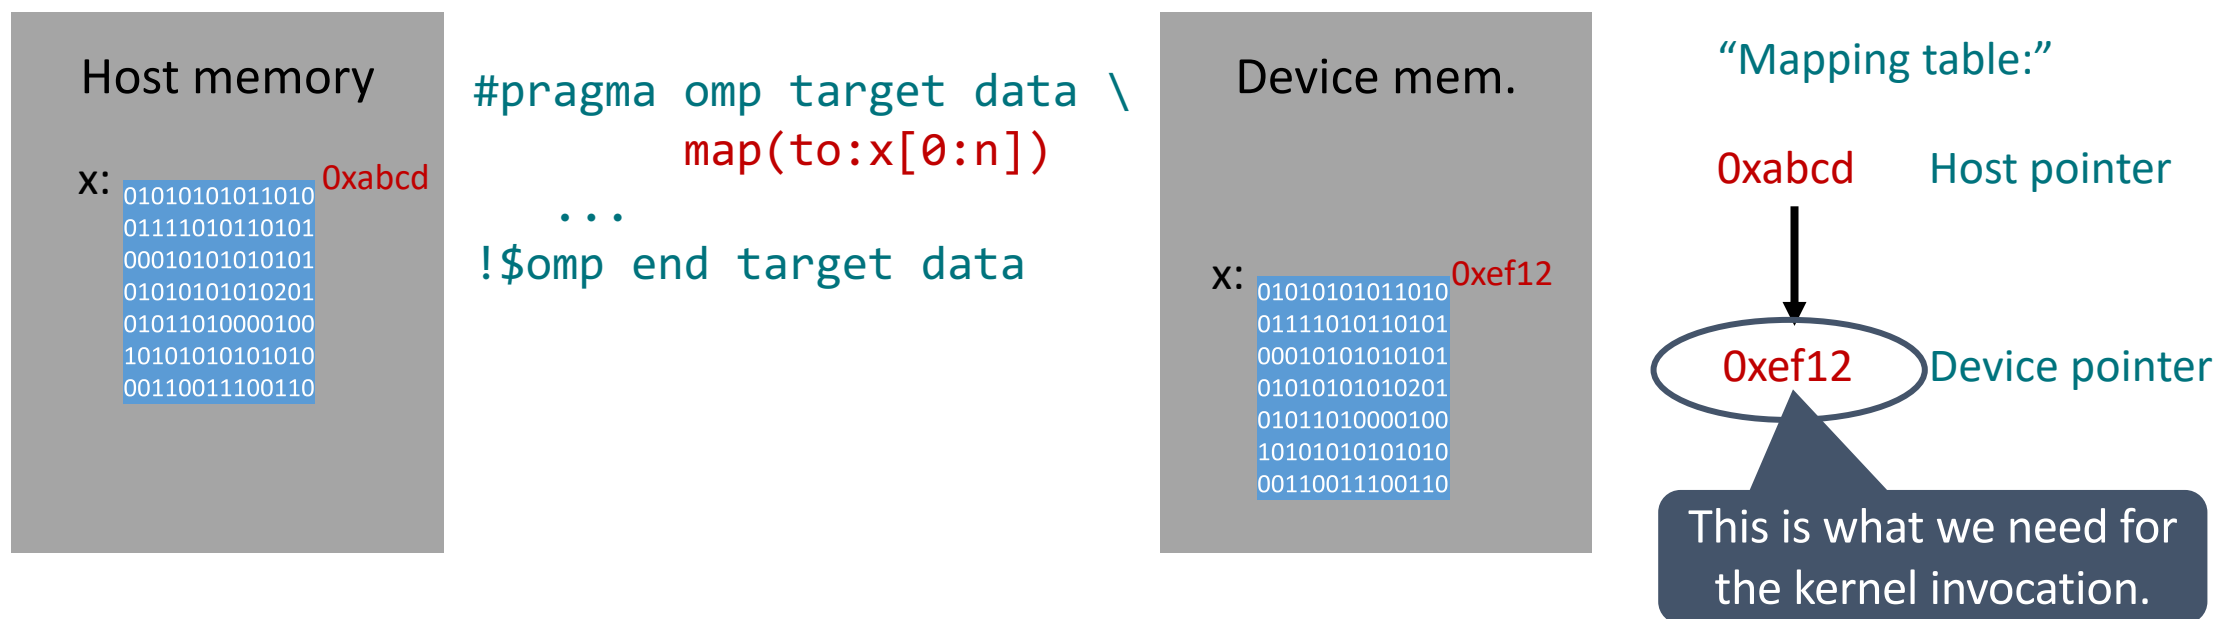 Host memory
x:
0xabcd
01010101011010
01111010110101
00010101010101
01010101010201
01011010000100
10101010101010
00110011100110
#pragma omp target data \
map(to:x[0:n])
...
!$omp end target data
Device mem.
x:
0xef12
01010101011010
01111010110101
00010101010101
01010101010201
01011010000100
10101010101010
00110011100110
“Mapping table:”
0xabcd Host pointer
0xef12 Device pointer
This is what we need for
the kernel invocation.